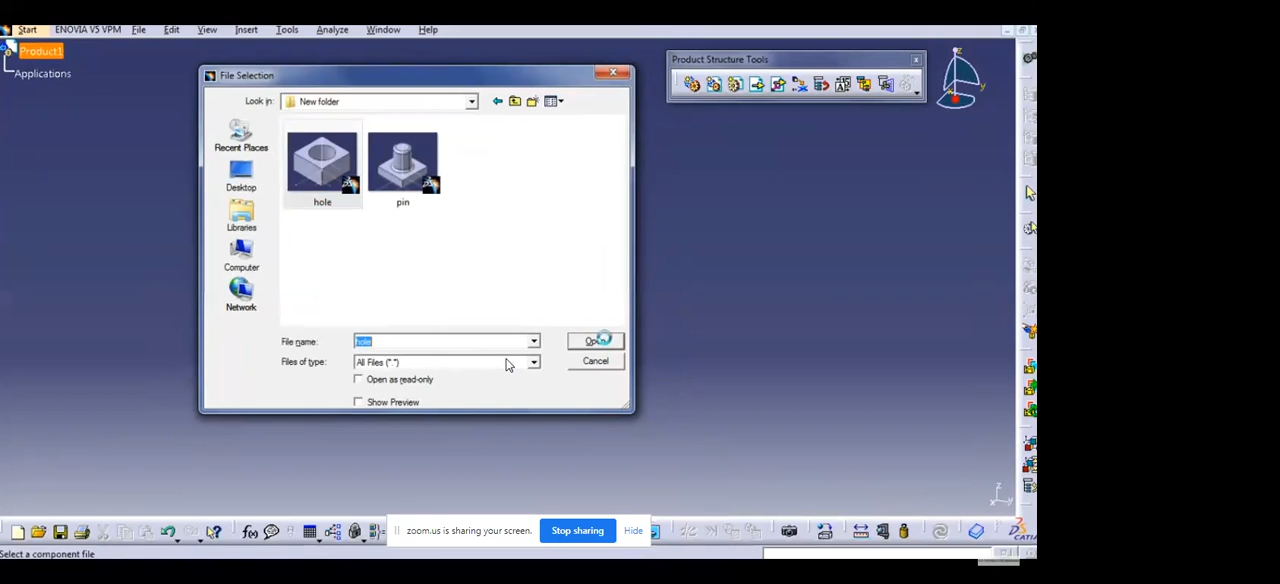 Start ENOVIA V5 VPM File Edit View Insert Tools Analyze Window Help
Product1
Applications
Product Structure Tools
File Selection
Look in: New folder
Recent Places
Desktop
Libraries
Computer
Network
hole pin
File name: hole Open
Files of type: All Files (*.*) Cancel
Open as read-only
Show Preview
z
y
z
x y
f(x)
zoom.us is sharing your screen. Stop sharing Hide
CATIA
Select a component file